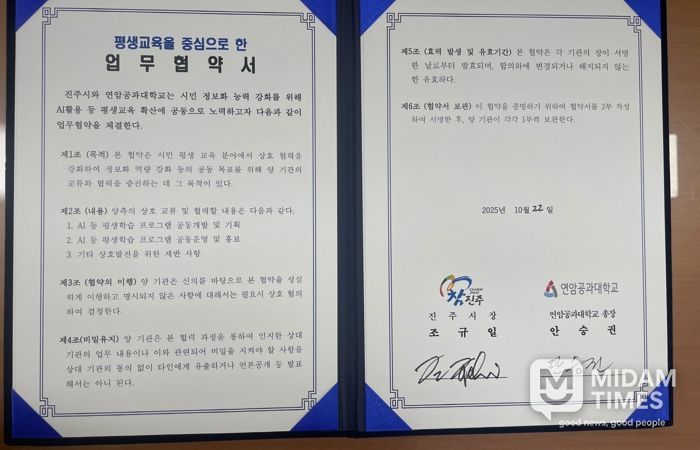 평생교육을 중심으로 한
업무협약서
진주시와 연암공과대학교는 시민 정보화 능력 강화를 위해
AI활용 등 평생교육 확산에 공동으로 노력하고자 다음과 같이
업무협약을 체결한다.
제1조 (목적) 본 협약은 시민 평생 교육 분야에서 상호 협력을
강화하여 정보화 역량 강화 등의 공동 목표를 위해 양 기관의
교류와 협력을 증진하는 데 그 목적이 있다.
제2조 (내용) 양측의 상호 교류 및 협력할 내용은 다음과 같다.
1. AI 등 평생학습 프로그램 공동개발 및 기획
2. AI 등 평생학습 프로그램 공동운영 및 홍보
3. 기타 상호발전을 위한 제반 사항
제3조 (협약의 이행) 양 기관은 신의를 바탕으로 본 협약을 성실
하게 이행하고 명시되지 않은 사항에 대해서는 필요시 상호 협의
하여 결정한다.
제4조(비밀유지) 양 기관은 본 협력 과정을 통하여 인지한 상대
기관의 업무 내용이나 이와 관련되어 비밀을 지켜야 할 사항을
상대 기관의 동의 없이 타인에게 유출하거나 언론공개 등 발표
해서는 아니 된다.
제5조 (효력 발생 및 유효기간) 본 협약은 각 기관의 장이 서명
한 날로부터 발효되며, 합의하에 변경되거나 해지되지 않는
한 유효하다.
제6조 (협약서 보관) 이 협약을 증명하기 위하여 협약서를 2부 작성
하여 서명한 후, 양 기관이 각각 1부씩 보관한다.
2025년 10월 22일
참진주
연암공과대학교
진주시장
연암공과대학교 총장
조규일
안승권
MIDAM
TIMES
good news, good people